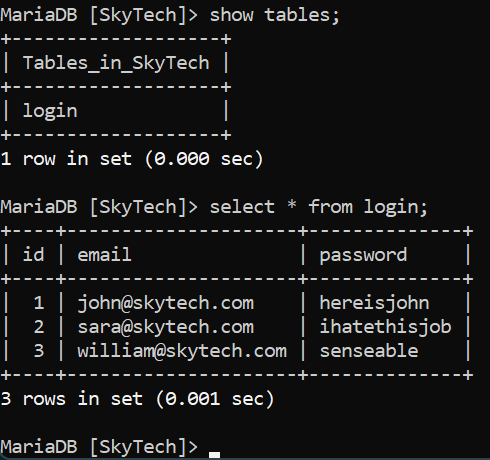 MariaDB [SkyTech]> show tables;
+-------------------+
| Tables_in_SkyTech |
+-------------------+
| login             |
+-------------------+
1 row in set (0.000 sec)

MariaDB [SkyTech]> select * from login;
+----+---------------------+--------------+
| id | email               | password     |
+----+---------------------+--------------+
|  1 | john@skytech.com    | hereisjohn   |
|  2 | sara@skytech.com    | ihatethisjob |
|  3 | william@skytech.com | senseable    |
+----+---------------------+--------------+
3 rows in set (0.001 sec)

MariaDB [SkyTech]>